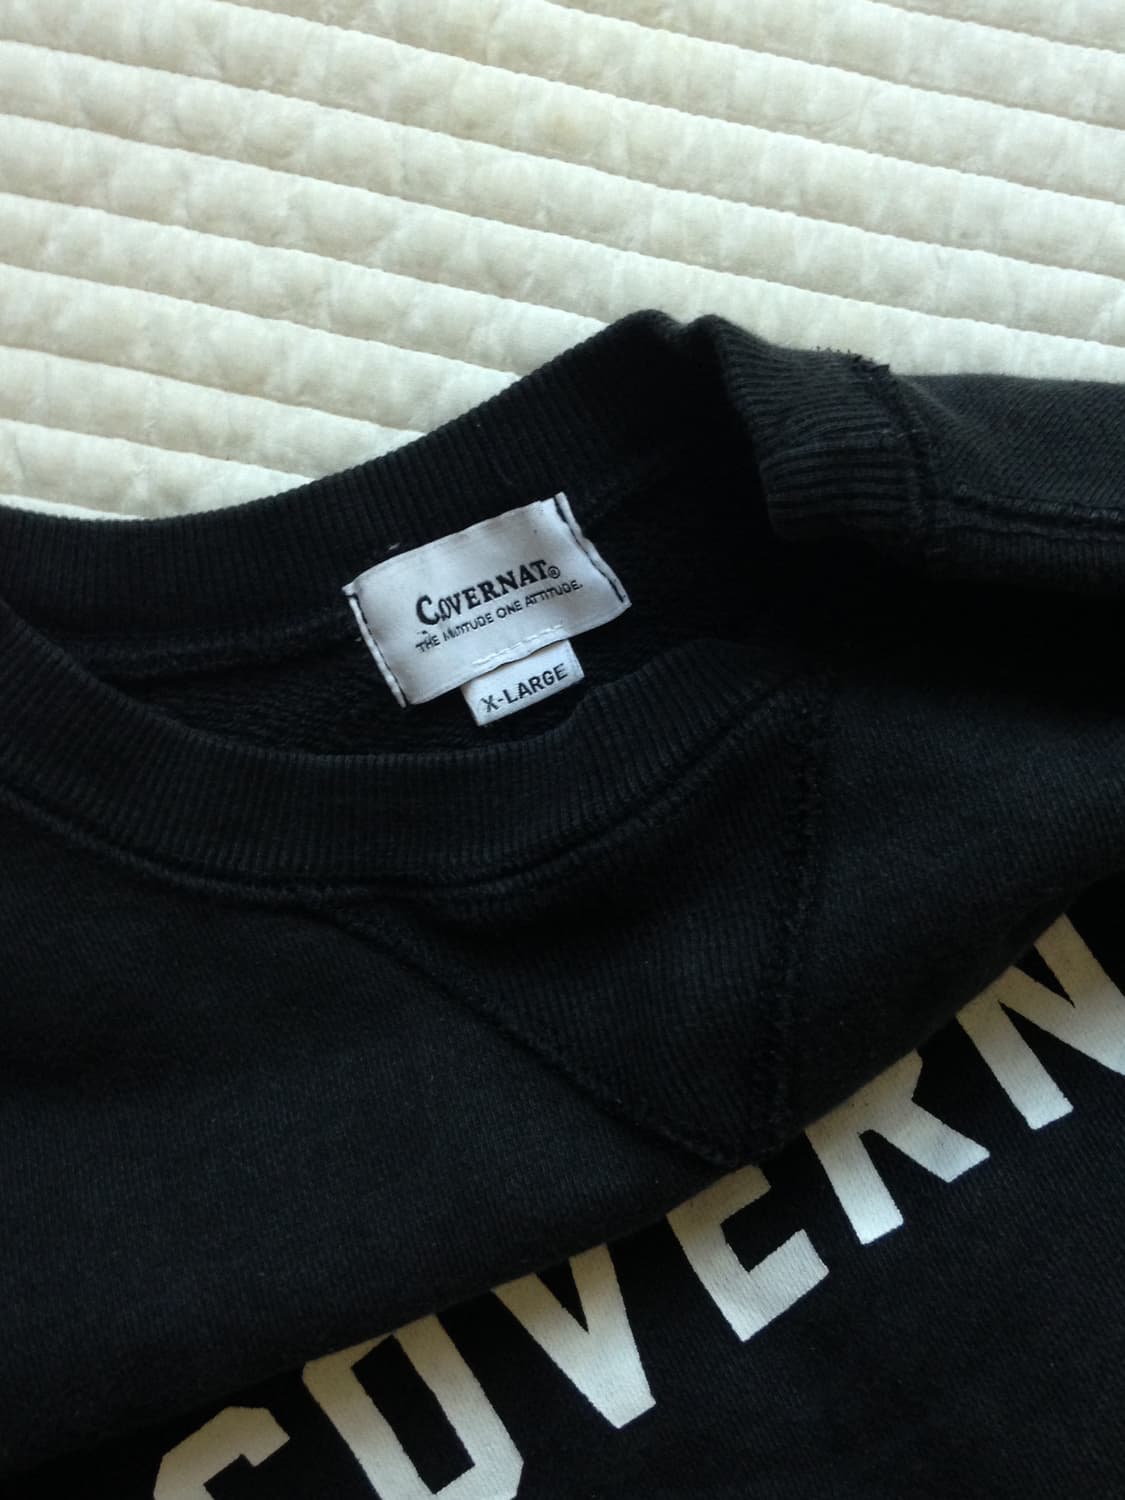 COVERNAT®
THE ATTITUDE ONE ATTITUDE.
X-LARGE
COVERN